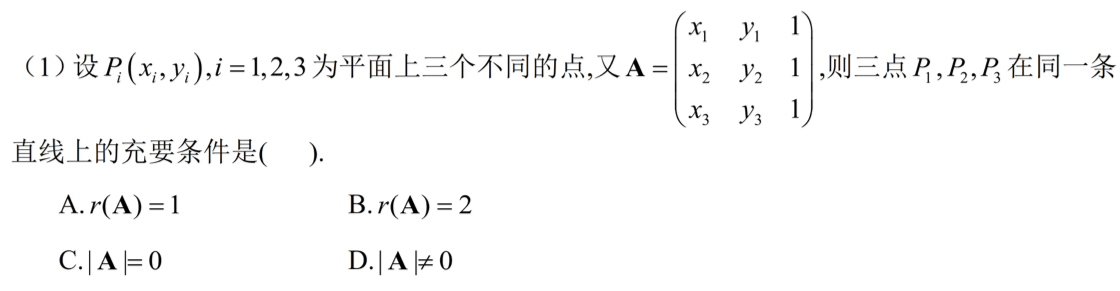 （1）设 $P_i(x_i, y_i), i=1,2,3$ 为平面上三个不同的点,又 $\mathbf{A}=\begin{pmatrix} x_1 & y_1 & 1 \\ x_2 & y_2 & 1 \\ x_3 & y_3 & 1 \end{pmatrix}$,则三点 $P_1, P_2, P_3$ 在同一条
直线上的充要条件是(    ).
A. $r(\mathbf{A})=1$ B. $r(\mathbf{A})=2$
C. $|\mathbf{A}|=0$ D. $|\mathbf{A}|\neq 0$